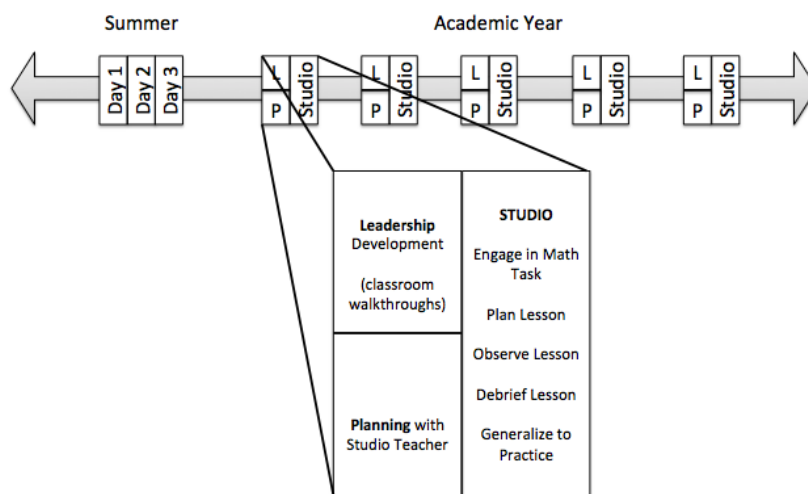 Summer
Academic Year
Day 1
Day 2
Day 3
L
P
Studio
L
P
Studio
L
P
Studio
L
P
Studio
L
P
Studio
Leadership
Development
(classroom
walkthroughs)
Planning with
Studio Teacher
STUDIO
Engage in Math
Task
Plan Lesson
Observe Lesson
Debrief Lesson
Generalize to
Practice